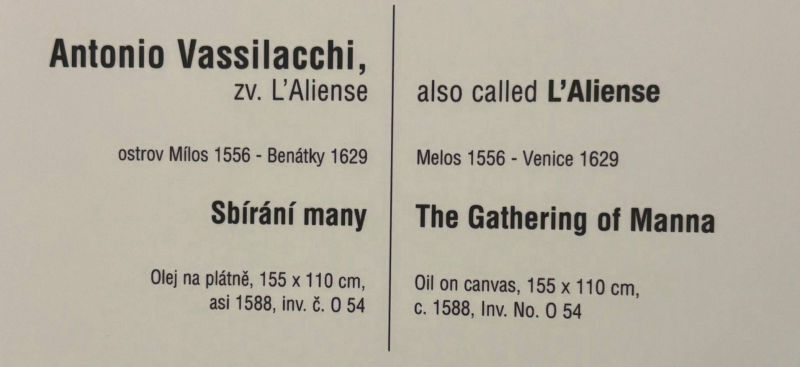 Antonio Vassilacchi,
zv. L'Aliense
ostrov Mílos 1556 - Benátky 1629
Sbírání many
Olej na plátně, 155 x 110 cm,
asi 1588, inv. č. O 54
also called L'Aliense
Melos 1556 - Venice 1629
The Gathering of Manna
Oil on canvas, 155 x 110 cm,
c. 1588, Inv. No. O 54